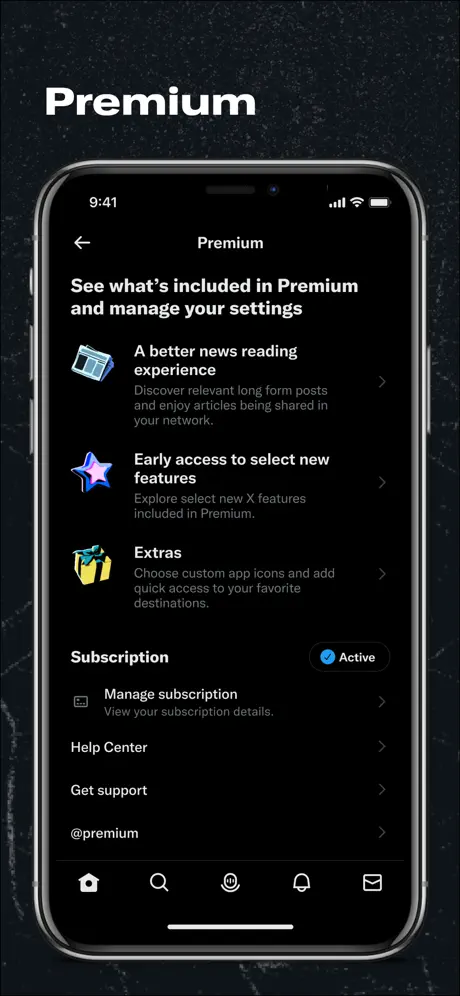 Premium
9:41
Premium
See what’s included in Premium
and manage your settings
A better news reading
experience
Discover relevant long form posts
and enjoy articles being shared in
your network.
Early access to select new
features
Explore select new X features
included in Premium.
Extras
Choose custom app icons and add
quick access to your favorite
destinations.
Subscription
Active
Manage subscription
View your subscription details.
Help Center
Get support
@premium